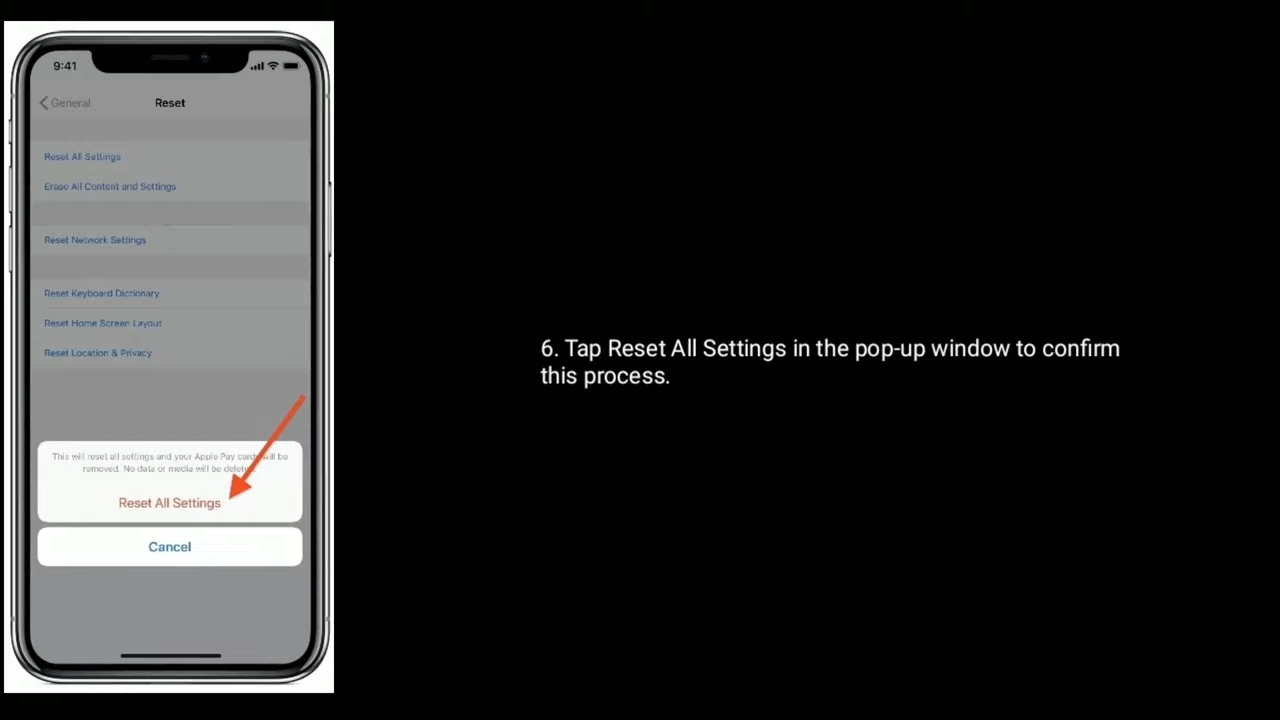 9:41
General
Reset
Reset All Settings
Erase All Content and Settings
Reset Network Settings
Reset Keyboard Dictionary
Reset Home Screen Layout
Reset Location & Privacy
This will reset all settings and your Apple Pay cards will be
removed. No data or media will be deleted.
Reset All Settings
Cancel
6. Tap Reset All Settings in the pop-up window to confirm
this process.